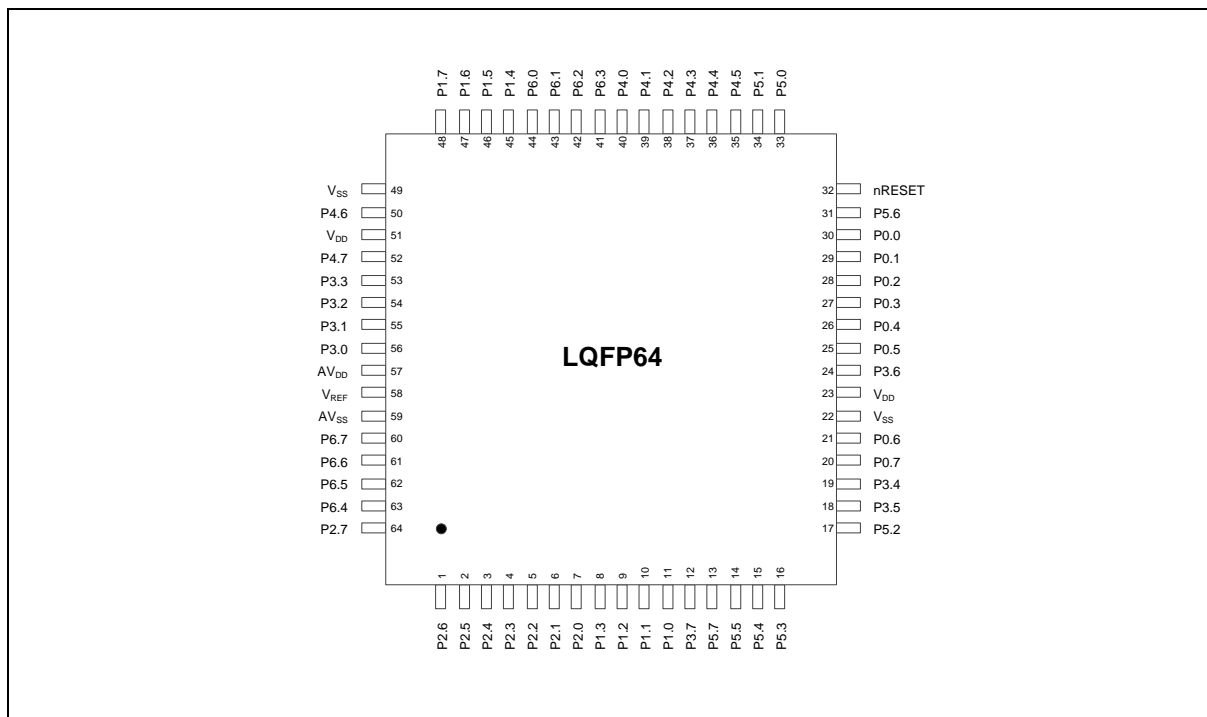 P1.7 P1.6 P1.5 P1.4 P6.0 P6.1 P6.2 P6.3 P4.0 P4.1 P4.2 P4.3 P4.4 P4.5 P5.1 P5.0
48 47 46 45 44 43 42 41 40 39 38 37 36 35 34 33
VSS 49 32 nRESET
P4.6 50 31 P5.6
VDD 51 30 P0.0
P4.7 52 29 P0.1
P3.3 53 28 P0.2
P3.2 54 27 P0.3
P3.1 55 26 P0.4
P3.0 56 25 P0.5
LQFP64
AVDD 57 24 P3.6
VREF 58 23 VDD
AVSS 59 22 VSS
P6.7 60 21 P0.6
P6.6 61 20 P0.7
P6.5 62 19 P3.4
P6.4 63 18 P3.5
P2.7 64 17 P5.2
1 2 3 4 5 6 7 8 9 10 11 12 13 14 15 16
P2.6 P2.5 P2.4 P2.3 P2.2 P2.1 P2.0 P1.3 P1.2 P1.1 P1.0 P3.7 P5.7 P5.5 P5.4 P5.3